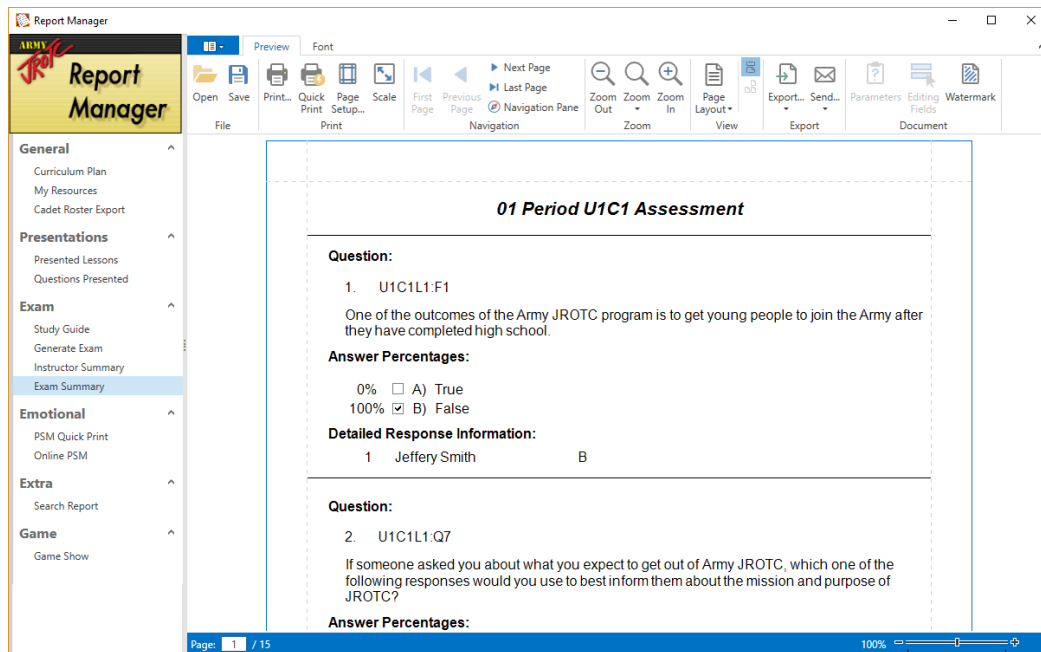 Report Manager
ARMY
JROTC
Report
Manager
Preview
Font
Open
Save
Print...
Quick
Print
Page
Setup...
Scale
First
Page
Previous
Page
Next Page
Last Page
Navigation Pane
Zoom
Out
Zoom
Zoom
In
Page
Layout
Export...
Send...
Parameters
Editing
Fields
Watermark
File
Print
Navigation
Zoom
View
Export
Document
General
Curriculum Plan
My Resources
Cadet Roster Export
Presentations
Presented Lessons
Questions Presented
Exam
Study Guide
Generate Exam
Instructor Summary
Exam Summary
Emotional
PSM Quick Print
Online PSM
Extra
Search Report
Game
Game Show
01 Period U1C1 Assessment
Question:
1. U1C1L1:F1
One of the outcomes of the Army JROTC program is to get young people to join the Army after
they have completed high school.
Answer Percentages:
0% A) True
100% B) False
Detailed Response Information:
1 Jeffery Smith B
Question:
2. U1C1L1:Q7
If someone asked you about what you expect to get out of Army JROTC, which one of the
following responses would you use to best inform them about the mission and purpose of
JROTC?
Answer Percentages:
Page: 1 / 15
100%